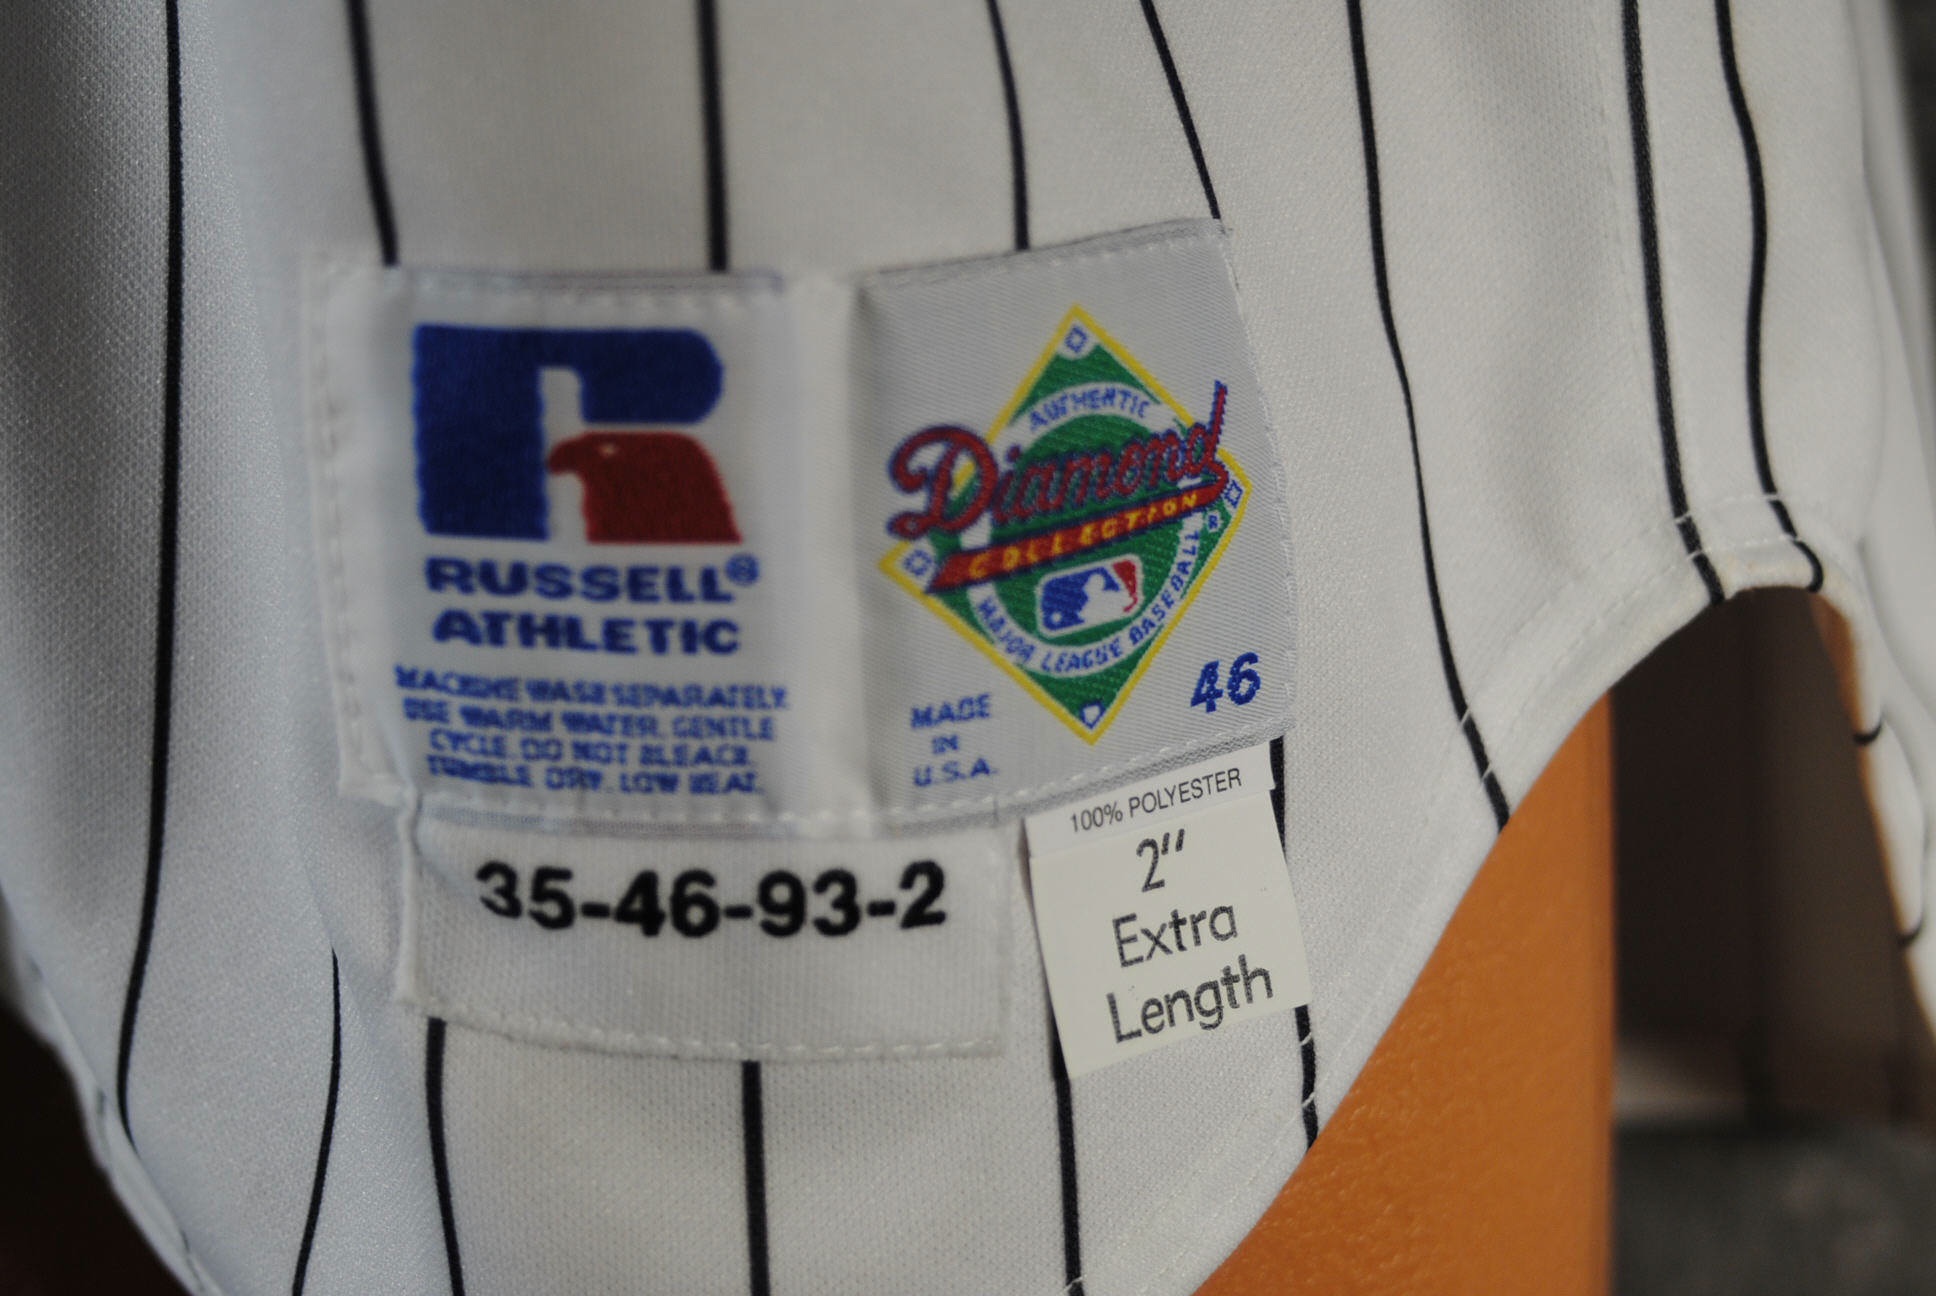 RUSSELL®
ATHLETIC
MACHINE WASH SEPARATELY.
USE WARM WATER. GENTLE
CYCLE. DO NOT BLEACH.
TUMBLE DRY. LOW HEAT.
AUTHENTIC
Diamond
COLLECTION
MAJOR LEAGUE BASEBALL ®
MADE
IN
U.S.A.
46
35-46-93-2
100% POLYESTER
2"
Extra
Length